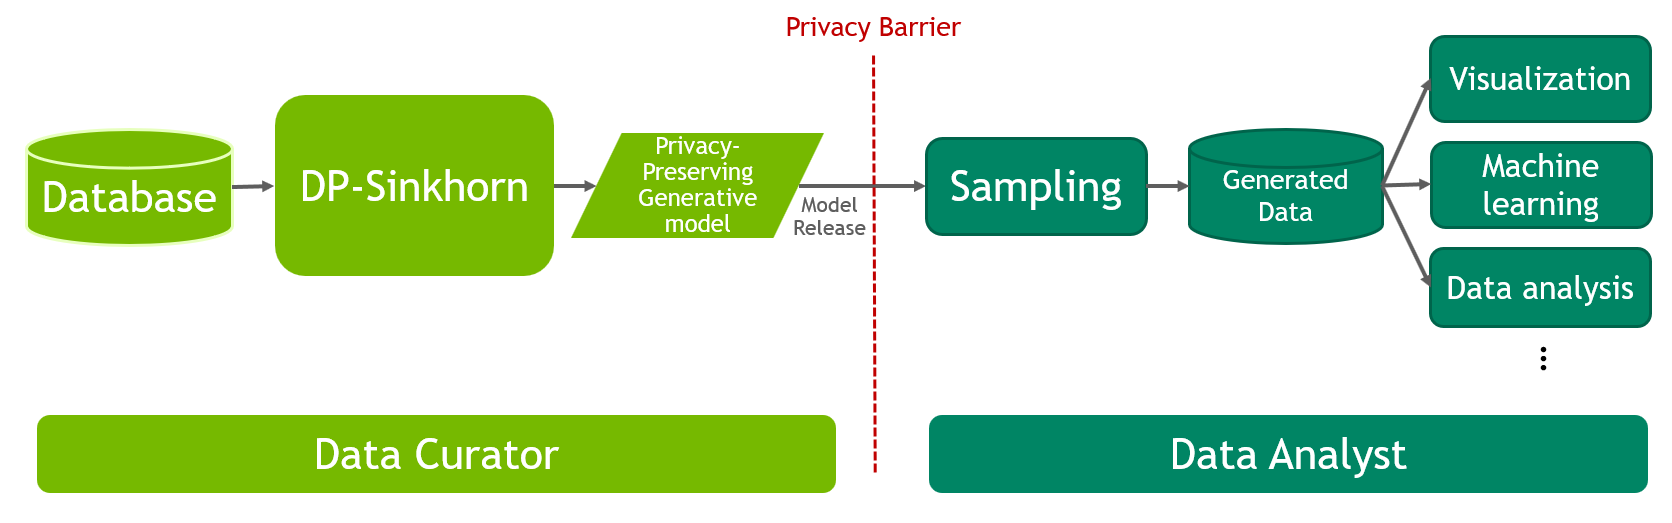 Privacy Barrier
Database
DP-Sinkhorn
Privacy-
Preserving
Generative
model
Model
Release
Sampling
Generated
Data
Visualization
Machine
learning
Data analysis
Data Curator
Data Analyst